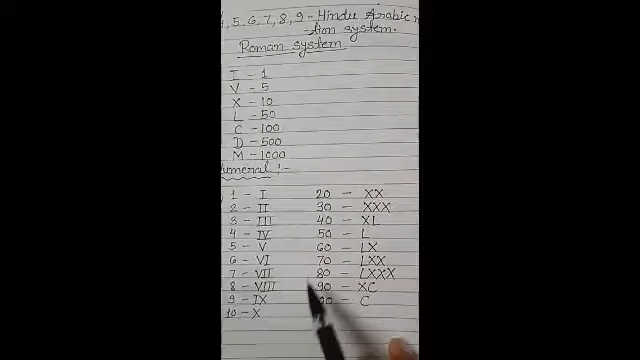 , 5, 6, 7, 8, 9 - Hindu Arabic
-tion system.
Roman system
I - 1
V - 5
X - 10
L - 50
C - 100
D - 500
M - 1000
umeral :-
1 - I 20 - XX
2 - II 30 - XXX
3 - III 40 - XL
4 - IV 50 - L
5 - V 60 - LX
6 - VI 70 - LXX
7 - VII 80 - LXXX
8 - VIII 90 - XC
9 - IX 00 - C
10 - X